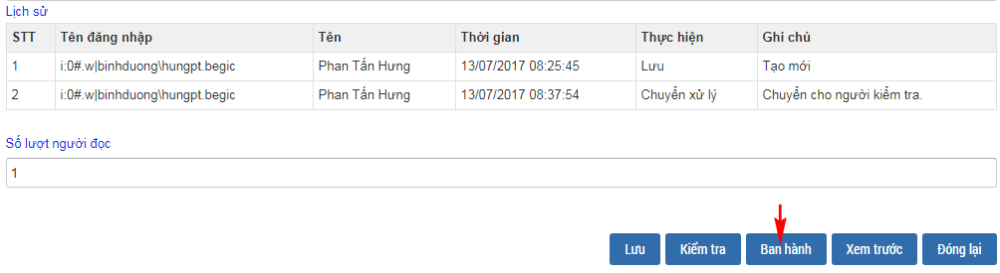 Lịch sử
STT Tên đăng nhập Tên Thời gian Thực hiện Ghi chú
1 i:0#.w|binhduong\hungpt.begic Phan Tấn Hưng 13/07/2017 08:25:45 Lưu Tạo mới
2 i:0#.w|binhduong\hungpt.begic Phan Tấn Hưng 13/07/2017 08:37:54 Chuyển xử lý Chuyển cho người kiểm tra.
Số lượt người đọc
1
Lưu Kiểm tra Ban hành Xem trước Đóng lại